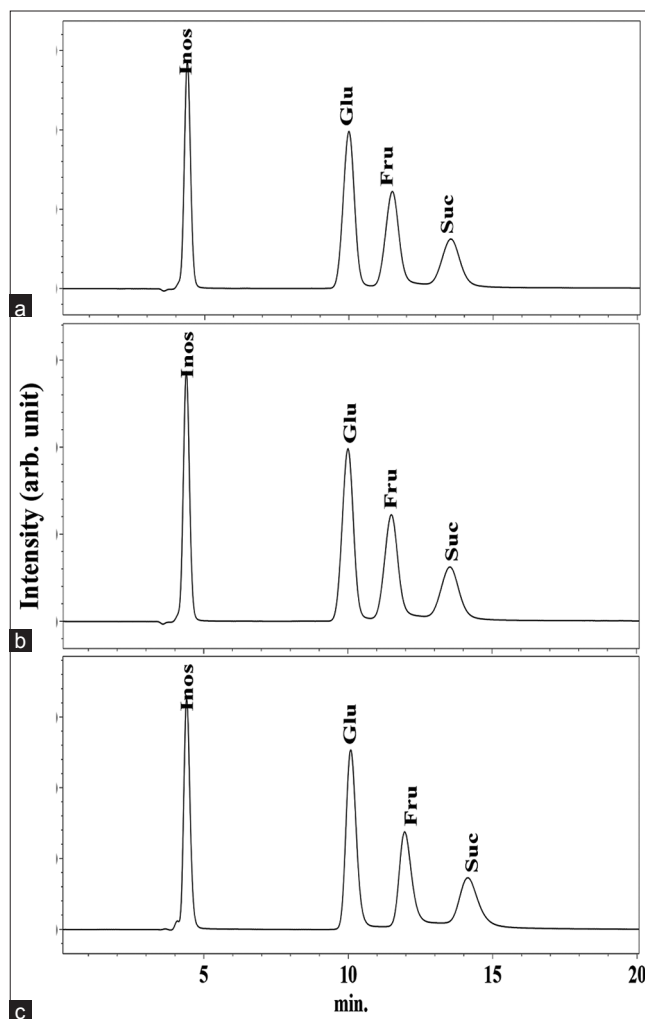 Inos
Glu
Fru
Suc
a
Inos
Glu
Fru
Suc
b
Intensity (arb. unit)
Inos
Glu
Fru
Suc
5 10 15 20
min.
c